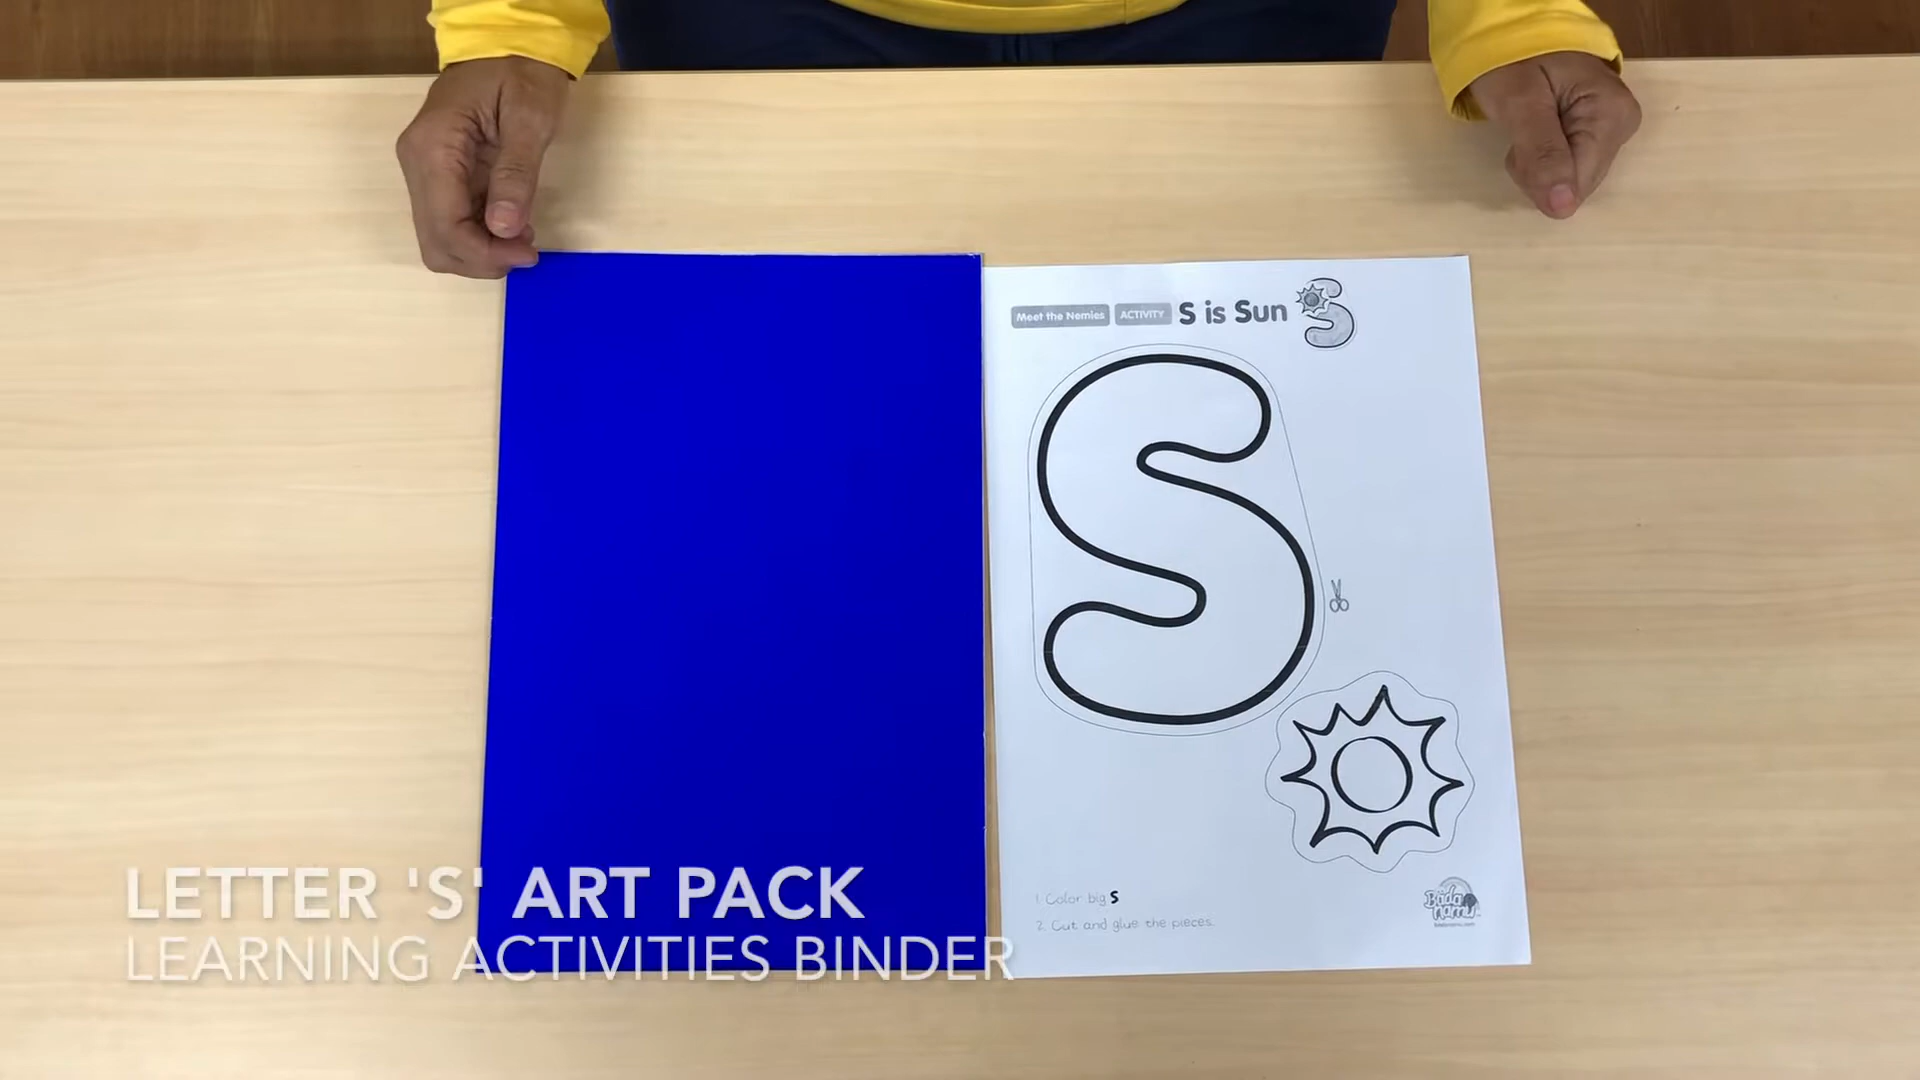 Meet the Nemies ACTIVITY S is Sun
S
1. Color big S
2. Cut and glue the pieces.
Bada
namu
LETTER 'S' ART PACK
LEARNING ACTIVITIES BINDER